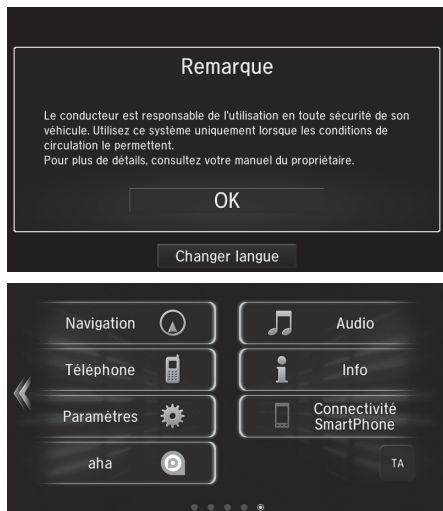 Remarque
Le conducteur est responsable de l'utilisation en toute sécurité de son
véhicule. Utilisez ce système uniquement lorsque les conditions de
circulation le permettent.
Pour plus de détails, consultez votre manuel du propriétaire.
OK
Changer langue
Navigation
Audio
Téléphone
Info
Paramètres
Connectivité
SmartPhone
aha
TA